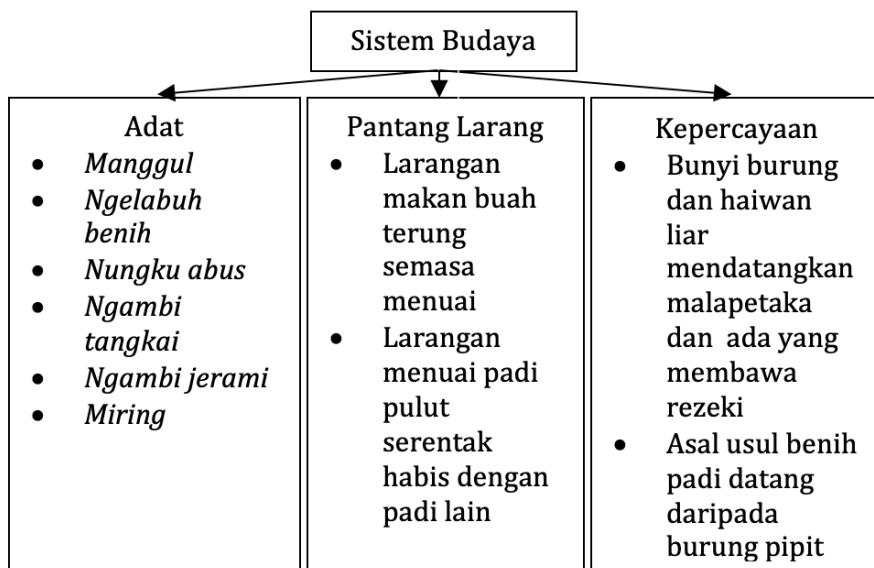 Sistem Budaya
Adat
• Manggul
• Ngelabuh
benih
• Nungku abus
• Ngambi
tangkai
• Ngambi jerami
• Miring
Pantang Larang
• Larangan
makan buah
terung
semasa
menuai
• Larangan
menuai padi
pulut
serentak
habis dengan
padi lain
Kepercayaan
• Bunyi burung
dan haiwan
liar
mendatangkan
malapetaka
dan ada yang
membawa
rezeki
• Asal usul benih
padi datang
daripada
burung pipit